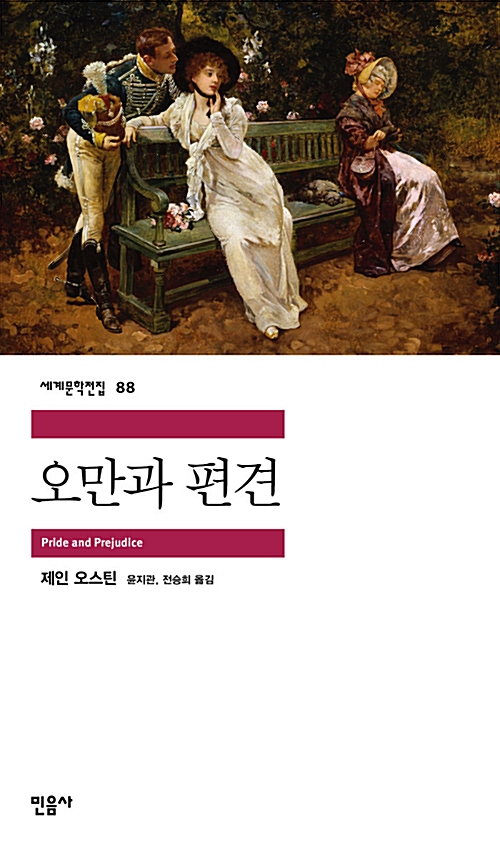 세계문학전집 88
오만과 편견
Pride and Prejudice
제인 오스틴 윤지관, 전승희 옮김
민음사